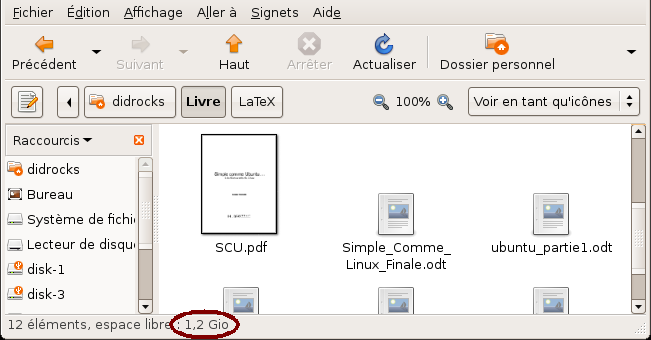 Fichier Édition Affichage Aller à Signets Aide
Précédent Suivant Haut Arrêter Actualiser Dossier personnel
didrocks Livre LaTeX 100% Voir en tant qu'icônes
Raccourcis
didrocks
Bureau
Système de fichi
Lecteur de disqu
disk-1
disk-3
Simple comme Ubuntu...
SCU.pdf
Simple_Comme_
Linux_Finale.odt
ubuntu_partie1.odt
12 éléments, espace libre : 1,2 Gio